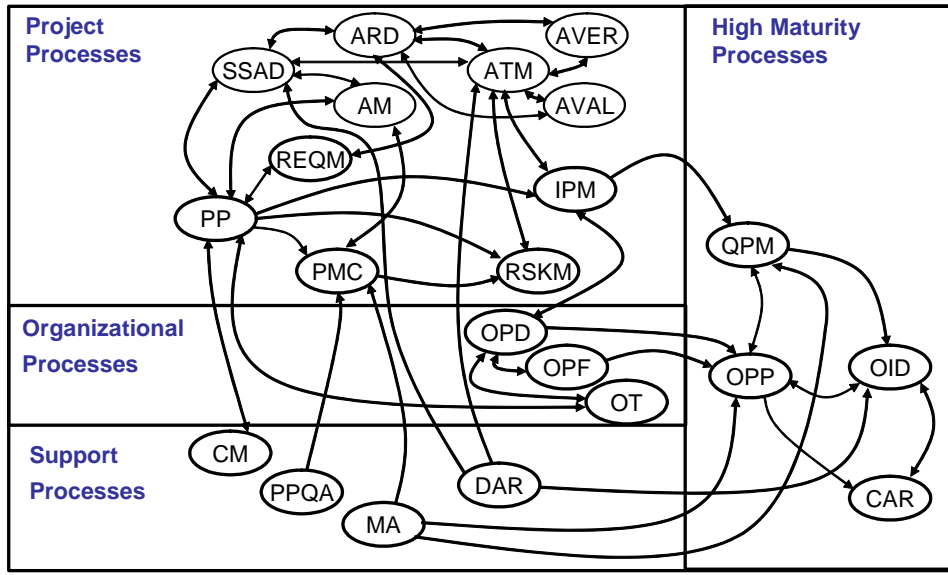 Project
Processes
ARD
AVER
SSAD
ATM
AM
AVAL
REQM
IPM
PP
PMC
RSKM
High Maturity
Processes
QPM
OPP
OID
CAR
Organizational
Processes
OPD
OPF
OT
Support
Processes
CM
PPQA
MA
DAR